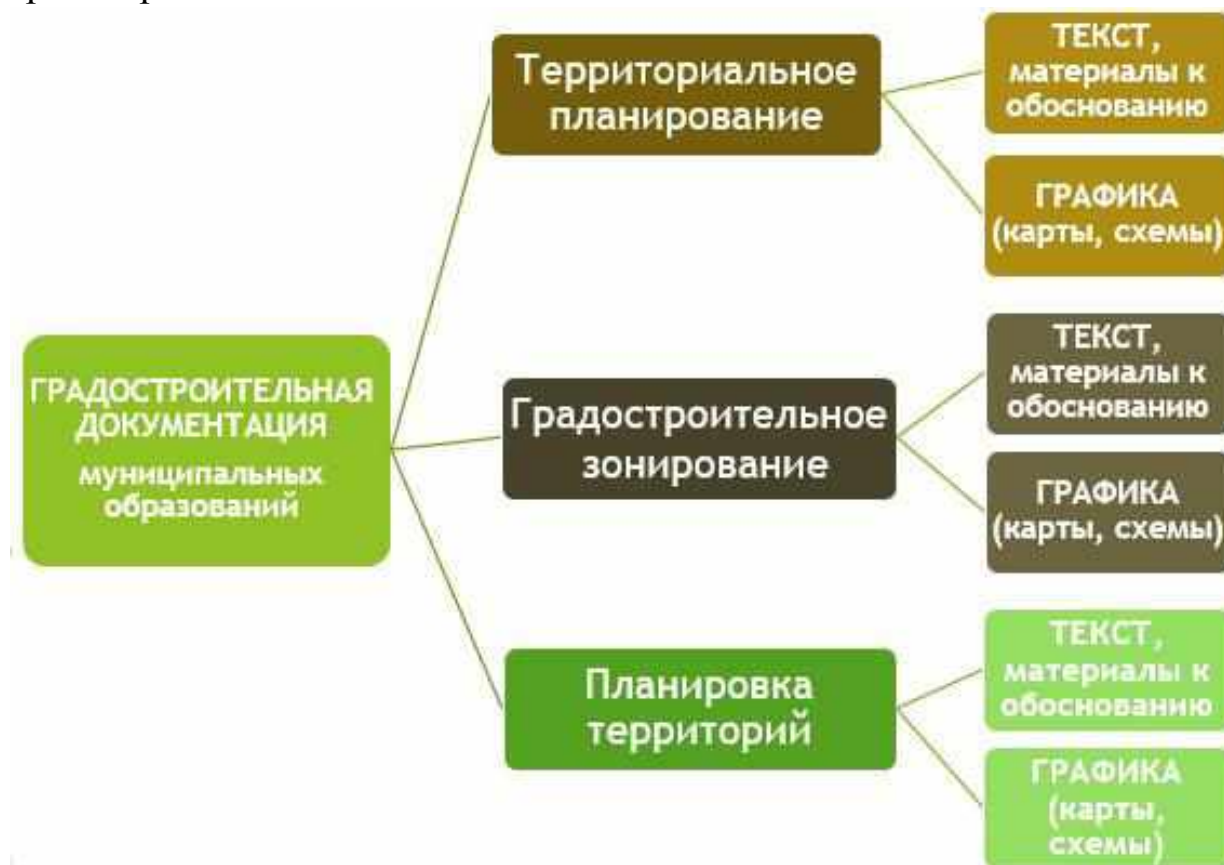 ГРАДОСТРОИТЕЛЬНАЯ
ДОКУМЕНТАЦИЯ
муниципальных
образований
Территориальное
планирование
ТЕКСТ,
материалы к
обоснованию
ГРАФИКА
(карты, схемы)
Градостроительное
зонирование
ТЕКСТ,
материалы к
обоснованию
ГРАФИКА
(карты, схемы)
Планировка
территорий
ТЕКСТ,
материалы к
обоснованию
ГРАФИКА
(карты,
схемы)